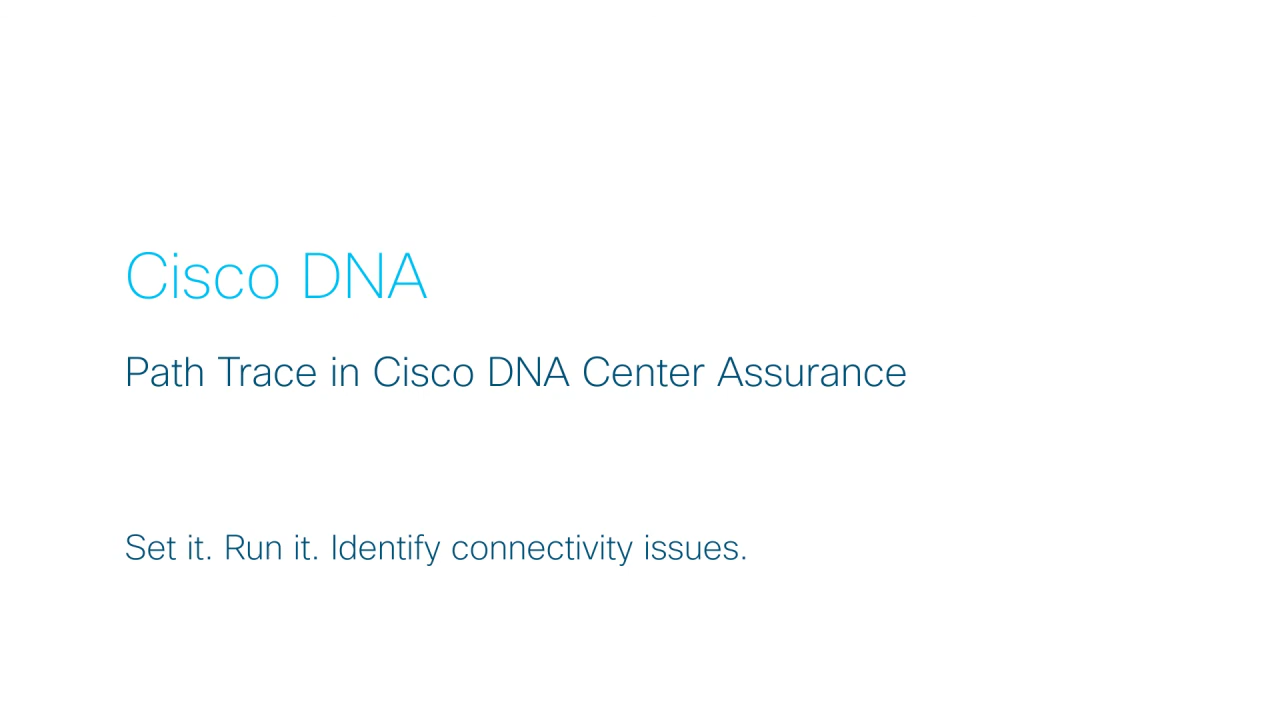 Cisco DNA
Path Trace in Cisco DNA Center Assurance
Set it. Run it. Identify connectivity issues.